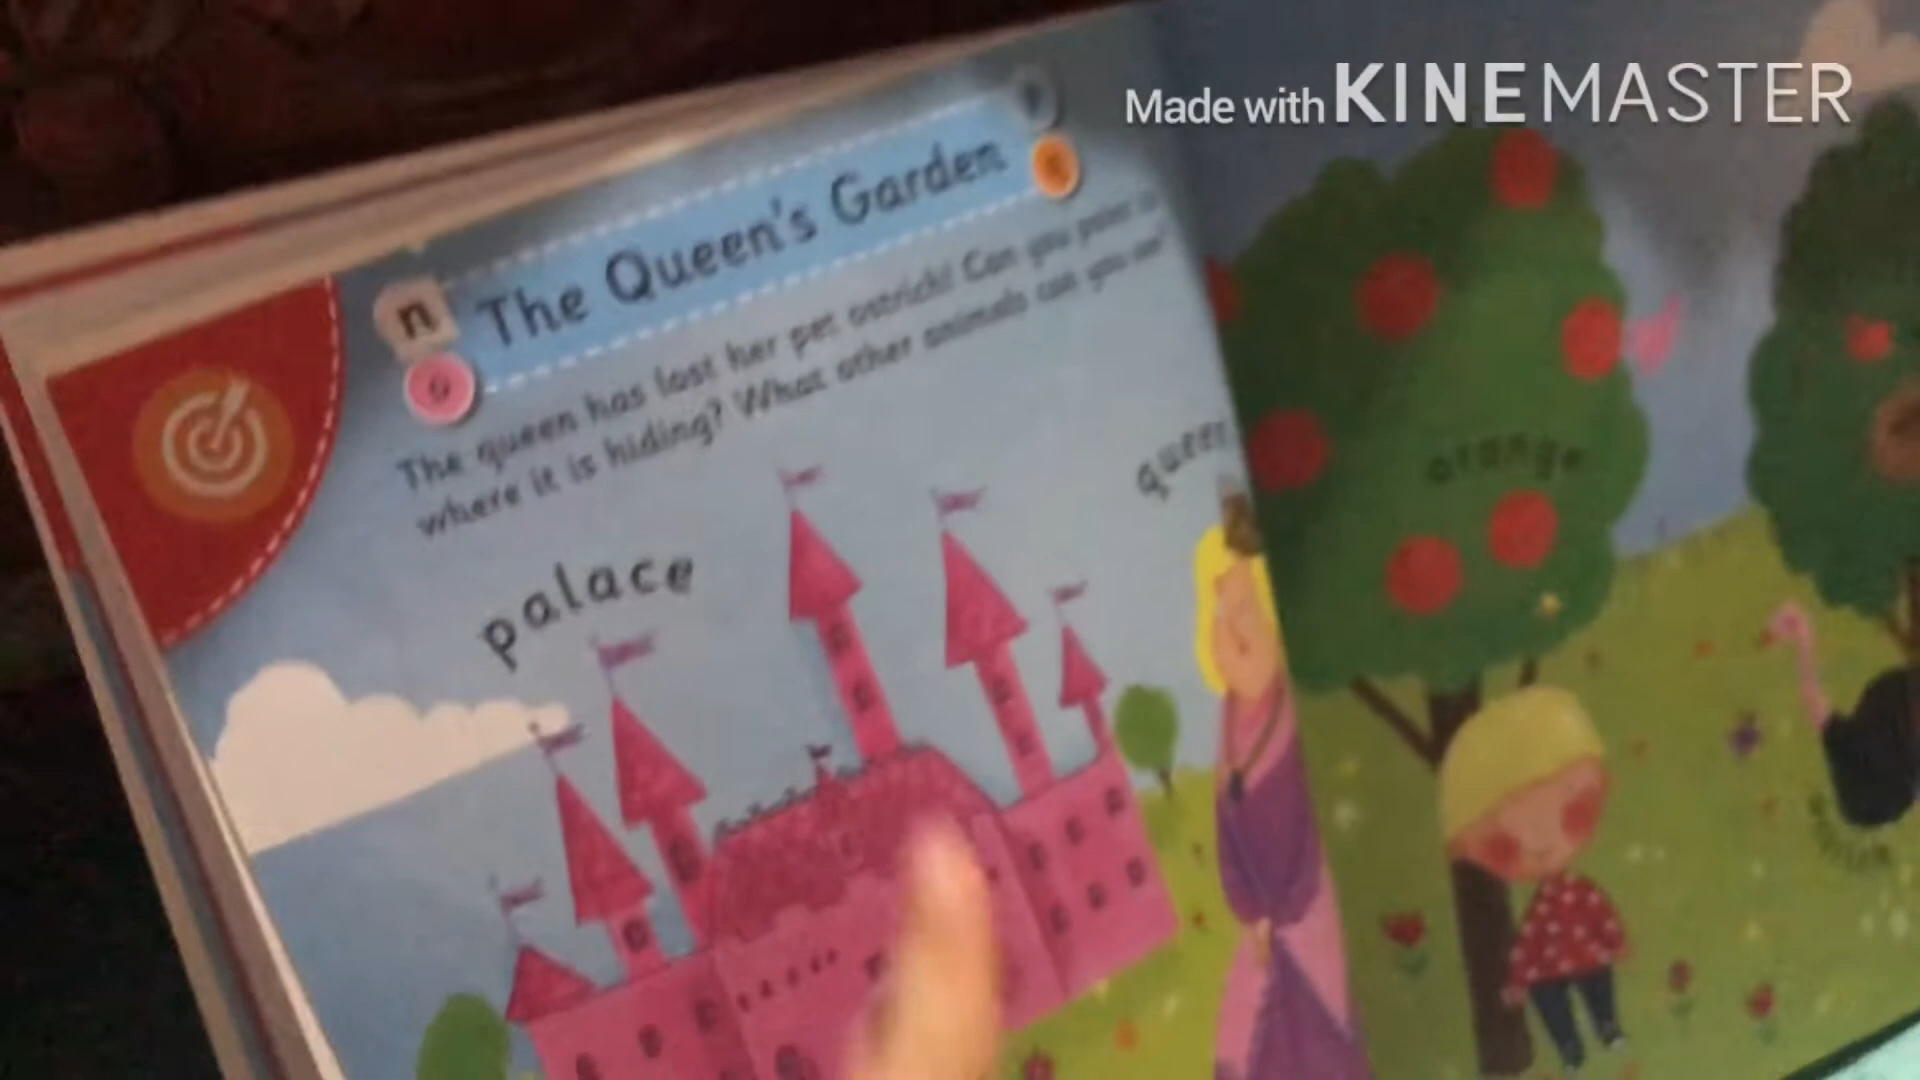 Made with KINEMASTER
n The Queen's Garden
The queen has lost her pet ostrich! Can you point to
where it is hiding? What other animals can you see?
palace
queen
orange